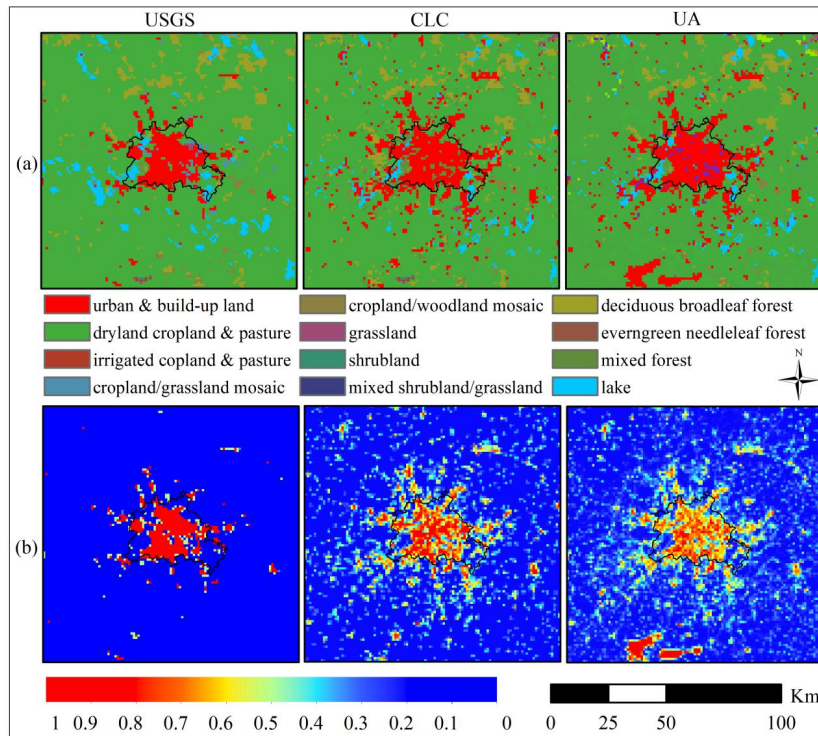 USGS CLC UA
(a)
urban & build-up land cropland/woodland mosaic deciduous broadleaf forest
dryland cropland & pasture grassland everngreen needleleaf forest
irrigated copland & pasture shrubland mixed forest
cropland/grassland mosaic mixed shrubland/grassland lake
N
(b)
1 0.9 0.8 0.7 0.6 0.5 0.4 0.3 0.2 0.1 0
Km
0 25 50 100